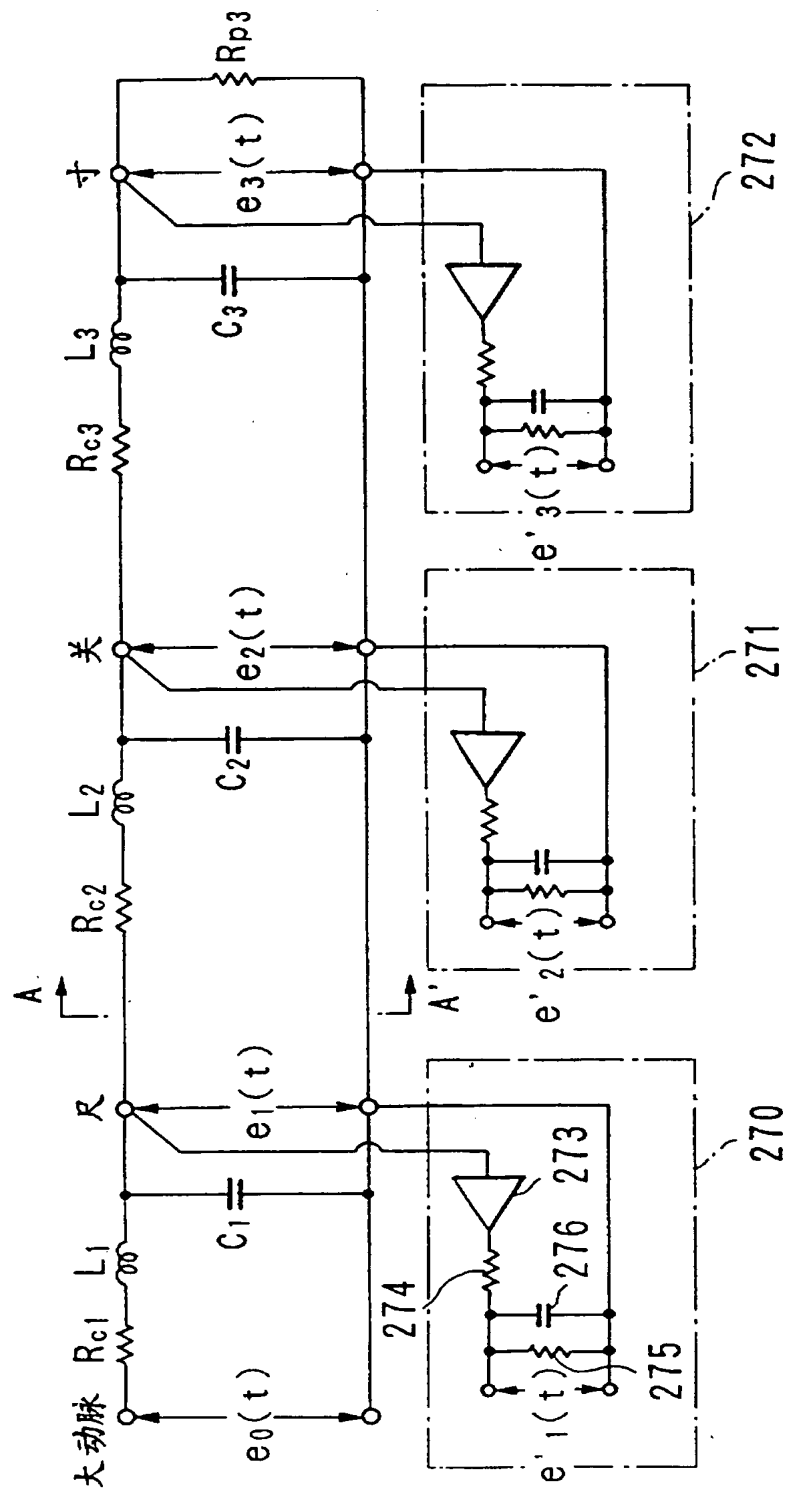 大动脉
尺
关
寸
Rc1
L1
C1
Rc2
L2
C2
Rc3
L3
C3
Rp3
A
A'
e0(t)
e1(t)
e2(t)
e3(t)
e'1(t)
e'2(t)
e'3(t)
270
271
272
273
274
275
276